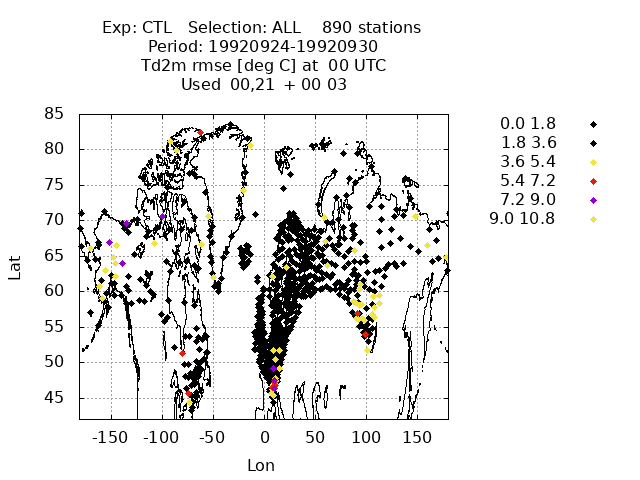 Exp: CTL Selection: ALL 890 stations
Period: 19920924-19920930
Td2m rmse [deg C] at 00 UTC
Used 00,21 + 00 03
0.0 1.8
1.8 3.6
3.6 5.4
5.4 7.2
7.2 9.0
9.0 10.8
Lat
85
80
75
70
65
60
55
50
45
-150 -100 -50 0 50 100 150
Lon